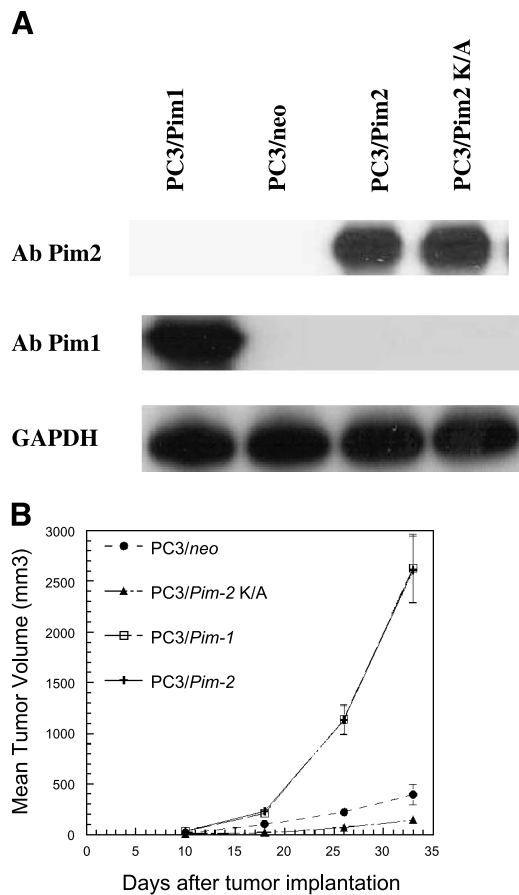 A
PC3/Pim1
PC3/neo
PC3/Pim2
PC3/Pim2 K/A
Ab Pim2
Ab Pim1
GAPDH
B
Mean Tumor Volume (mm3)
3000
2500
2000
1500
1000
500
0
PC3/neo
PC3/Pim-2 K/A
PC3/Pim-1
PC3/Pim-2
0 5 10 15 20 25 30 35
Days after tumor implantation